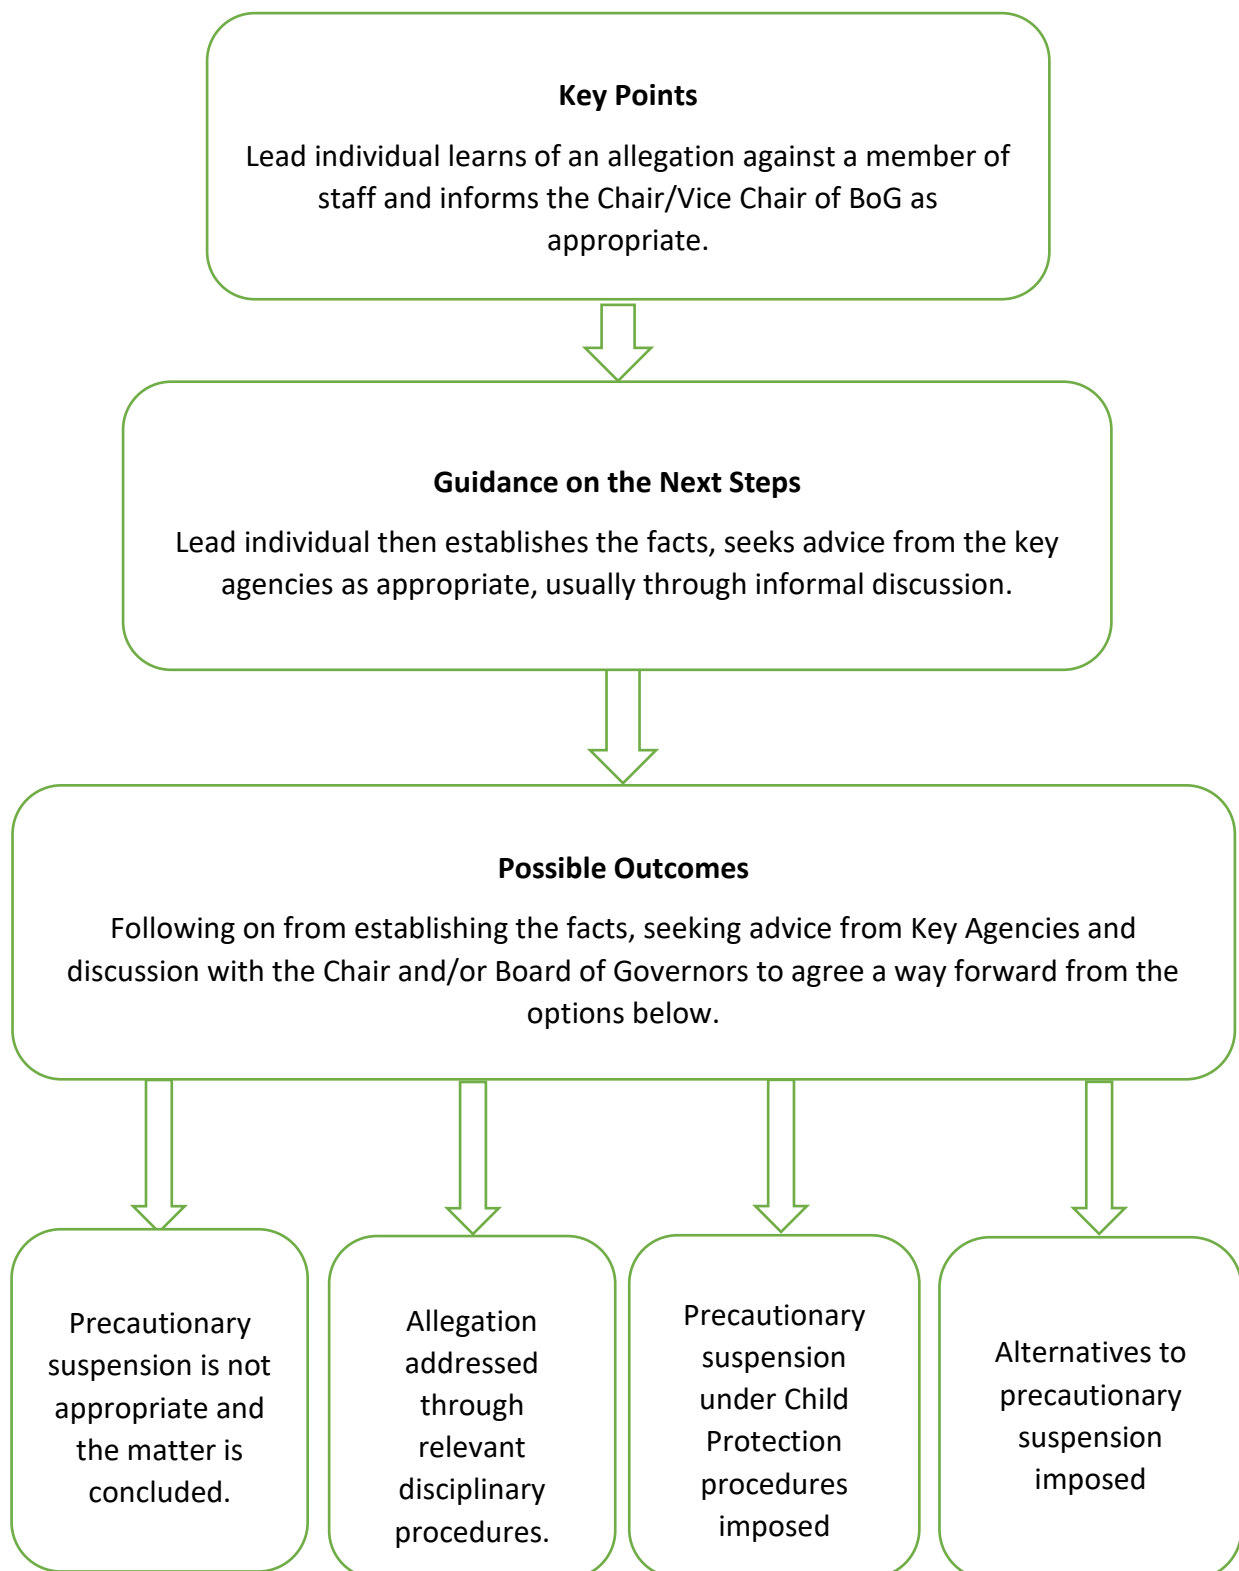 Key Points
Lead individual learns of an allegation against a member of
staff and informs the Chair/Vice Chair of BoG as
appropriate.
Guidance on the Next Steps
Lead individual then establishes the facts, seeks advice from the key
agencies as appropriate, usually through informal discussion.
Possible Outcomes
Following on from establishing the facts, seeking advice from Key Agencies and
discussion with the Chair and/or Board of Governors to agree a way forward from the
options below.
Precautionary
suspension is not
appropriate and
the matter is
concluded.
Allegation
addressed
through
relevant
disciplinary
procedures.
Precautionary
suspension
under Child
Protection
procedures
imposed
Alternatives to
precautionary
suspension
imposed